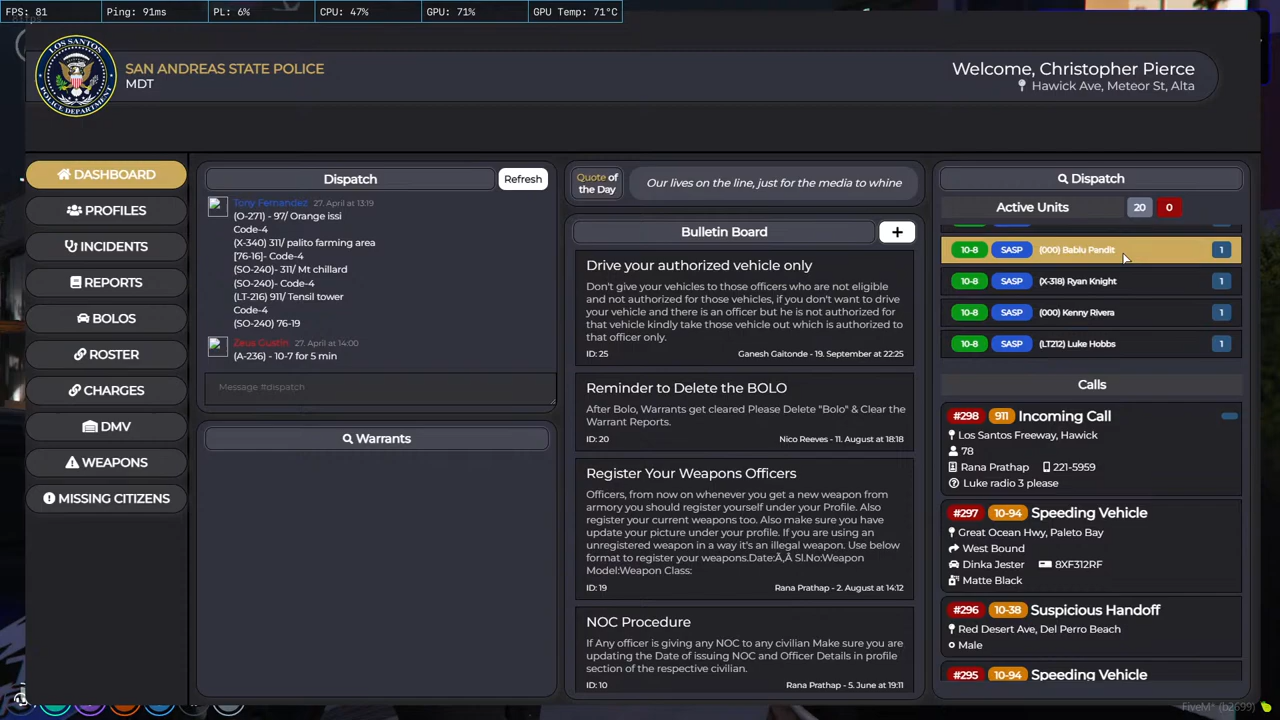 FPS: 81
Ping: 91ms
PL: 6%
CPU: 47%
GPU: 71%
GPU Temp: 71°C
LOS SANTOS
POLICE DEPARTMENT
SAN ANDREAS STATE POLICE
MDT
Welcome, Christopher Pierce
Hawick Ave, Meteor St, Alta
DASHBOARD
PROFILES
INCIDENTS
REPORTS
BOLOS
ROSTER
CHARGES
DMV
WEAPONS
MISSING CITIZENS
Dispatch
Refresh
Tony Fernandez 27. April at 13:19
(O-271) - 97/ Orange issi
Code-4
(X-340) 311/ palito farming area
[76-16]- Code-4
(SO-240)- 311/ Mt chillard
(SO-240)- Code-4
(LT-216) 911/ Tensil tower
Code-4
(SO-240) 76-19
Zeus Gustin 27. April at 14:00
(A-236) - 10-7 for 5 min
Message #dispatch
Warrants
Quote of
the Day
Our lives on the line, just for the media to whine
Bulletin Board
+
Drive your authorized vehicle only
Don't give your vehicles to those officers who are not eligible
and not authorized for those vehicles, if you don't want to drive
your vehicle and there is an officer but he is not authorized for
that vehicle kindly take those vehicle out which is authorized to
that officer only.
ID: 25
Ganesh Gaitonde - 19. September at 22:25
Reminder to Delete the BOLO
After Bolo, Warrants get cleared Please Delete "Bolo" & Clear the
Warrant Reports.
ID: 20
Nico Reeves - 11. August at 18:18
Register Your Weapons Officers
Officers, from now on whenever you get a new weapon from
armory you should register yourself under your Profile. Also
register your current weapons too. Also make sure you have
update your picture under your profile. If you are using an
unregistered weapon in a way it's an illegal weapon. Use below
format to register your weapons.Date:Ã,Â Sl.No:Weapon
Model:Weapon Class:
ID: 19
Rana Prathap - 2. August at 14:12
NOC Procedure
If Any officer is giving any NOC to any civilian Make sure you are
updating the Date of issuing NOC and Officer Details in profile
section of the respective civilian.
ID: 10
Rana Prathap - 5. June at 19:11
Dispatch
Active Units
20
0
10-8 SASP (000) Bablu Pandit 1
10-8 SASP (X-318) Ryan Knight 1
10-8 SASP (000) Kenny Rivera 1
10-8 SASP (LT212) Luke Hobbs 1
Calls
#298 911 Incoming Call
Los Santos Freeway, Hawick
78
Rana Prathap 221-5959
Luke radio 3 please
#297 10-94 Speeding Vehicle
Great Ocean Hwy, Paleto Bay
West Bound
Dinka Jester 8XF312RF
Matte Black
#296 10-38 Suspicious Handoff
Red Desert Ave, Del Perro Beach
Male
#295 10-94 Speeding Vehicle
FiveM* (b2699)